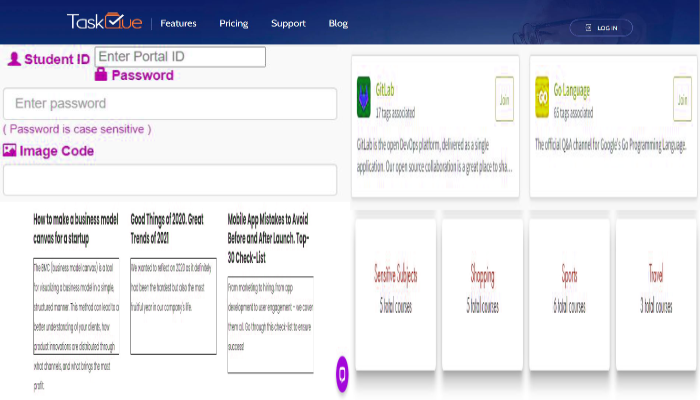 TaskQue
Features
Pricing
Support
Blog
LOG IN
Student ID
Enter Portal ID
Password
Enter password
( Password is case sensitive )
Image Code
GitLab
17 tags associated
Join
GitLab is the open DevOps platform, delivered as a single
application. Our open source collaboration is a great place to sha...
Go Language
GO
65 tags associated
Join
The official Q&A channel for Google's Go Programming Language.
How to make a business model
canvas for a startup
The BMC (business model canvas) is a tool
for visualizing a business model in a simple,
structured manner. This method can lead to a
better understanding of your clients, how
product innovations are distributed through
what channels, and what brings the most
profit.
Good Things of 2020. Great
Trends of 2021
We wanted to reflect on 2020 as it definitely
had been the hardest but also the most
fruitful year in our company's life.
Mobile App Mistakes to Avoid
Before and After Launch. Top-
30 Check-List
From marketing to hiring, from app
development to user engagement – we cover
them all. Go through this check-list to ensure
success!
Sensitive Subjects
5 total courses
Shopping
5 total courses
Sports
6 total courses
Travel
3 total courses